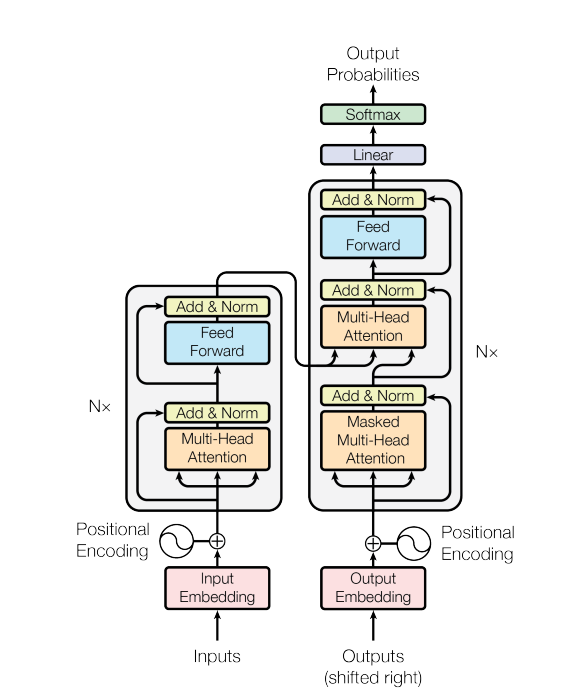 Output
Probabilities
Softmax
Linear
Add & Norm
Feed
Forward
Add & Norm
Multi-Head
Attention
Add & Norm
Masked
Multi-Head
Attention
N×
Positional
Encoding
Output
Embedding
Outputs
(shifted right)
Add & Norm
Feed
Forward
Add & Norm
Multi-Head
Attention
N×
Positional
Encoding
Input
Embedding
Inputs